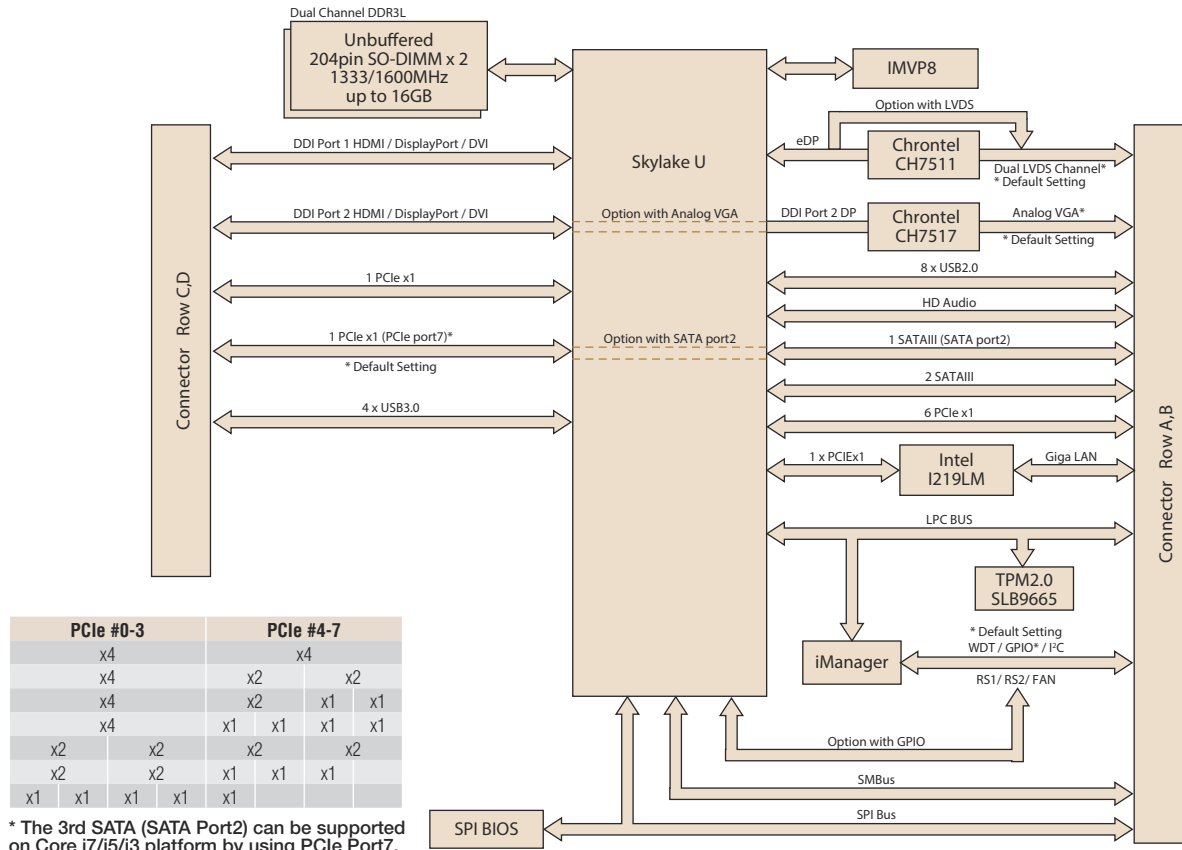 Dual Channel DDR3L
Unbuffered
204pin SO-DIMM x 2
1333/1600MHz
up to 16GB
IMVP8
Option with LVDS
eDP
Chrontel
CH7511
Dual LVDS Channel*
* Default Setting
Skylake U
DDI Port 1 HDMI / DisplayPort / DVI
DDI Port 2 HDMI / DisplayPort / DVI
Option with Analog VGA
DDI Port 2 DP
Chrontel
CH7517
Analog VGA*
* Default Setting
1 PCIe x1
8 x USB2.0
HD Audio
1 PCIe x1 (PCIe port7)*
* Default Setting
Option with SATA port2
1 SATAIII (SATA port2)
2 SATAIII
4 x USB3.0
6 PCIe x1
1 x PCIEx1
Intel
I219LM
Giga LAN
Connector Row C,D
Connector Row A,B
LPC BUS
TPM2.0
SLB9665
* Default Setting
WDT / GPIO* / I²C
iManager
RS1/ RS2/ FAN
Option with GPIO
SMBus
SPI Bus
SPI BIOS
PCIe #0-3 PCIe #4-7
x4 x4
x4 x2 x2
x4 x2 x1 x1
x4 x1 x1 x1 x1
x2 x2 x2 x2
x2 x2 x1 x1 x1
x1 x1 x1 x1 x1
* The 3rd SATA (SATA Port2) can be supported
on Core i7/i5/i3 platform by using PCIe Port7.